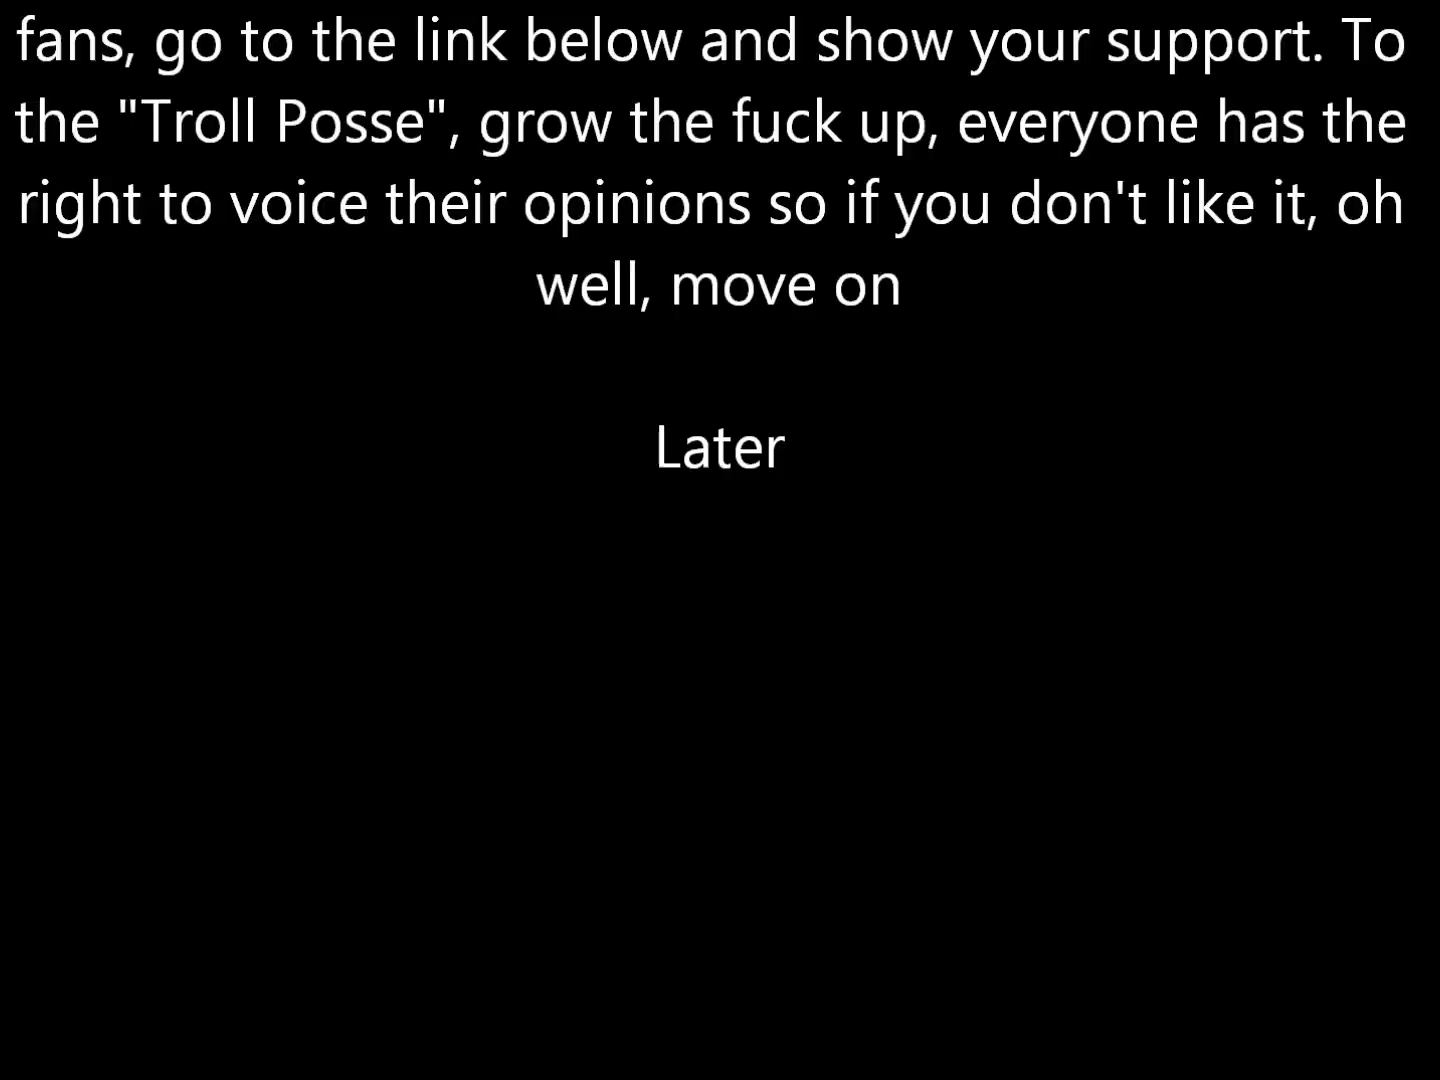 fans, go to the link below and show your support. To
the "Troll Posse", grow the fuck up, everyone has the
right to voice their opinions so if you don't like it, oh
well, move on
Later